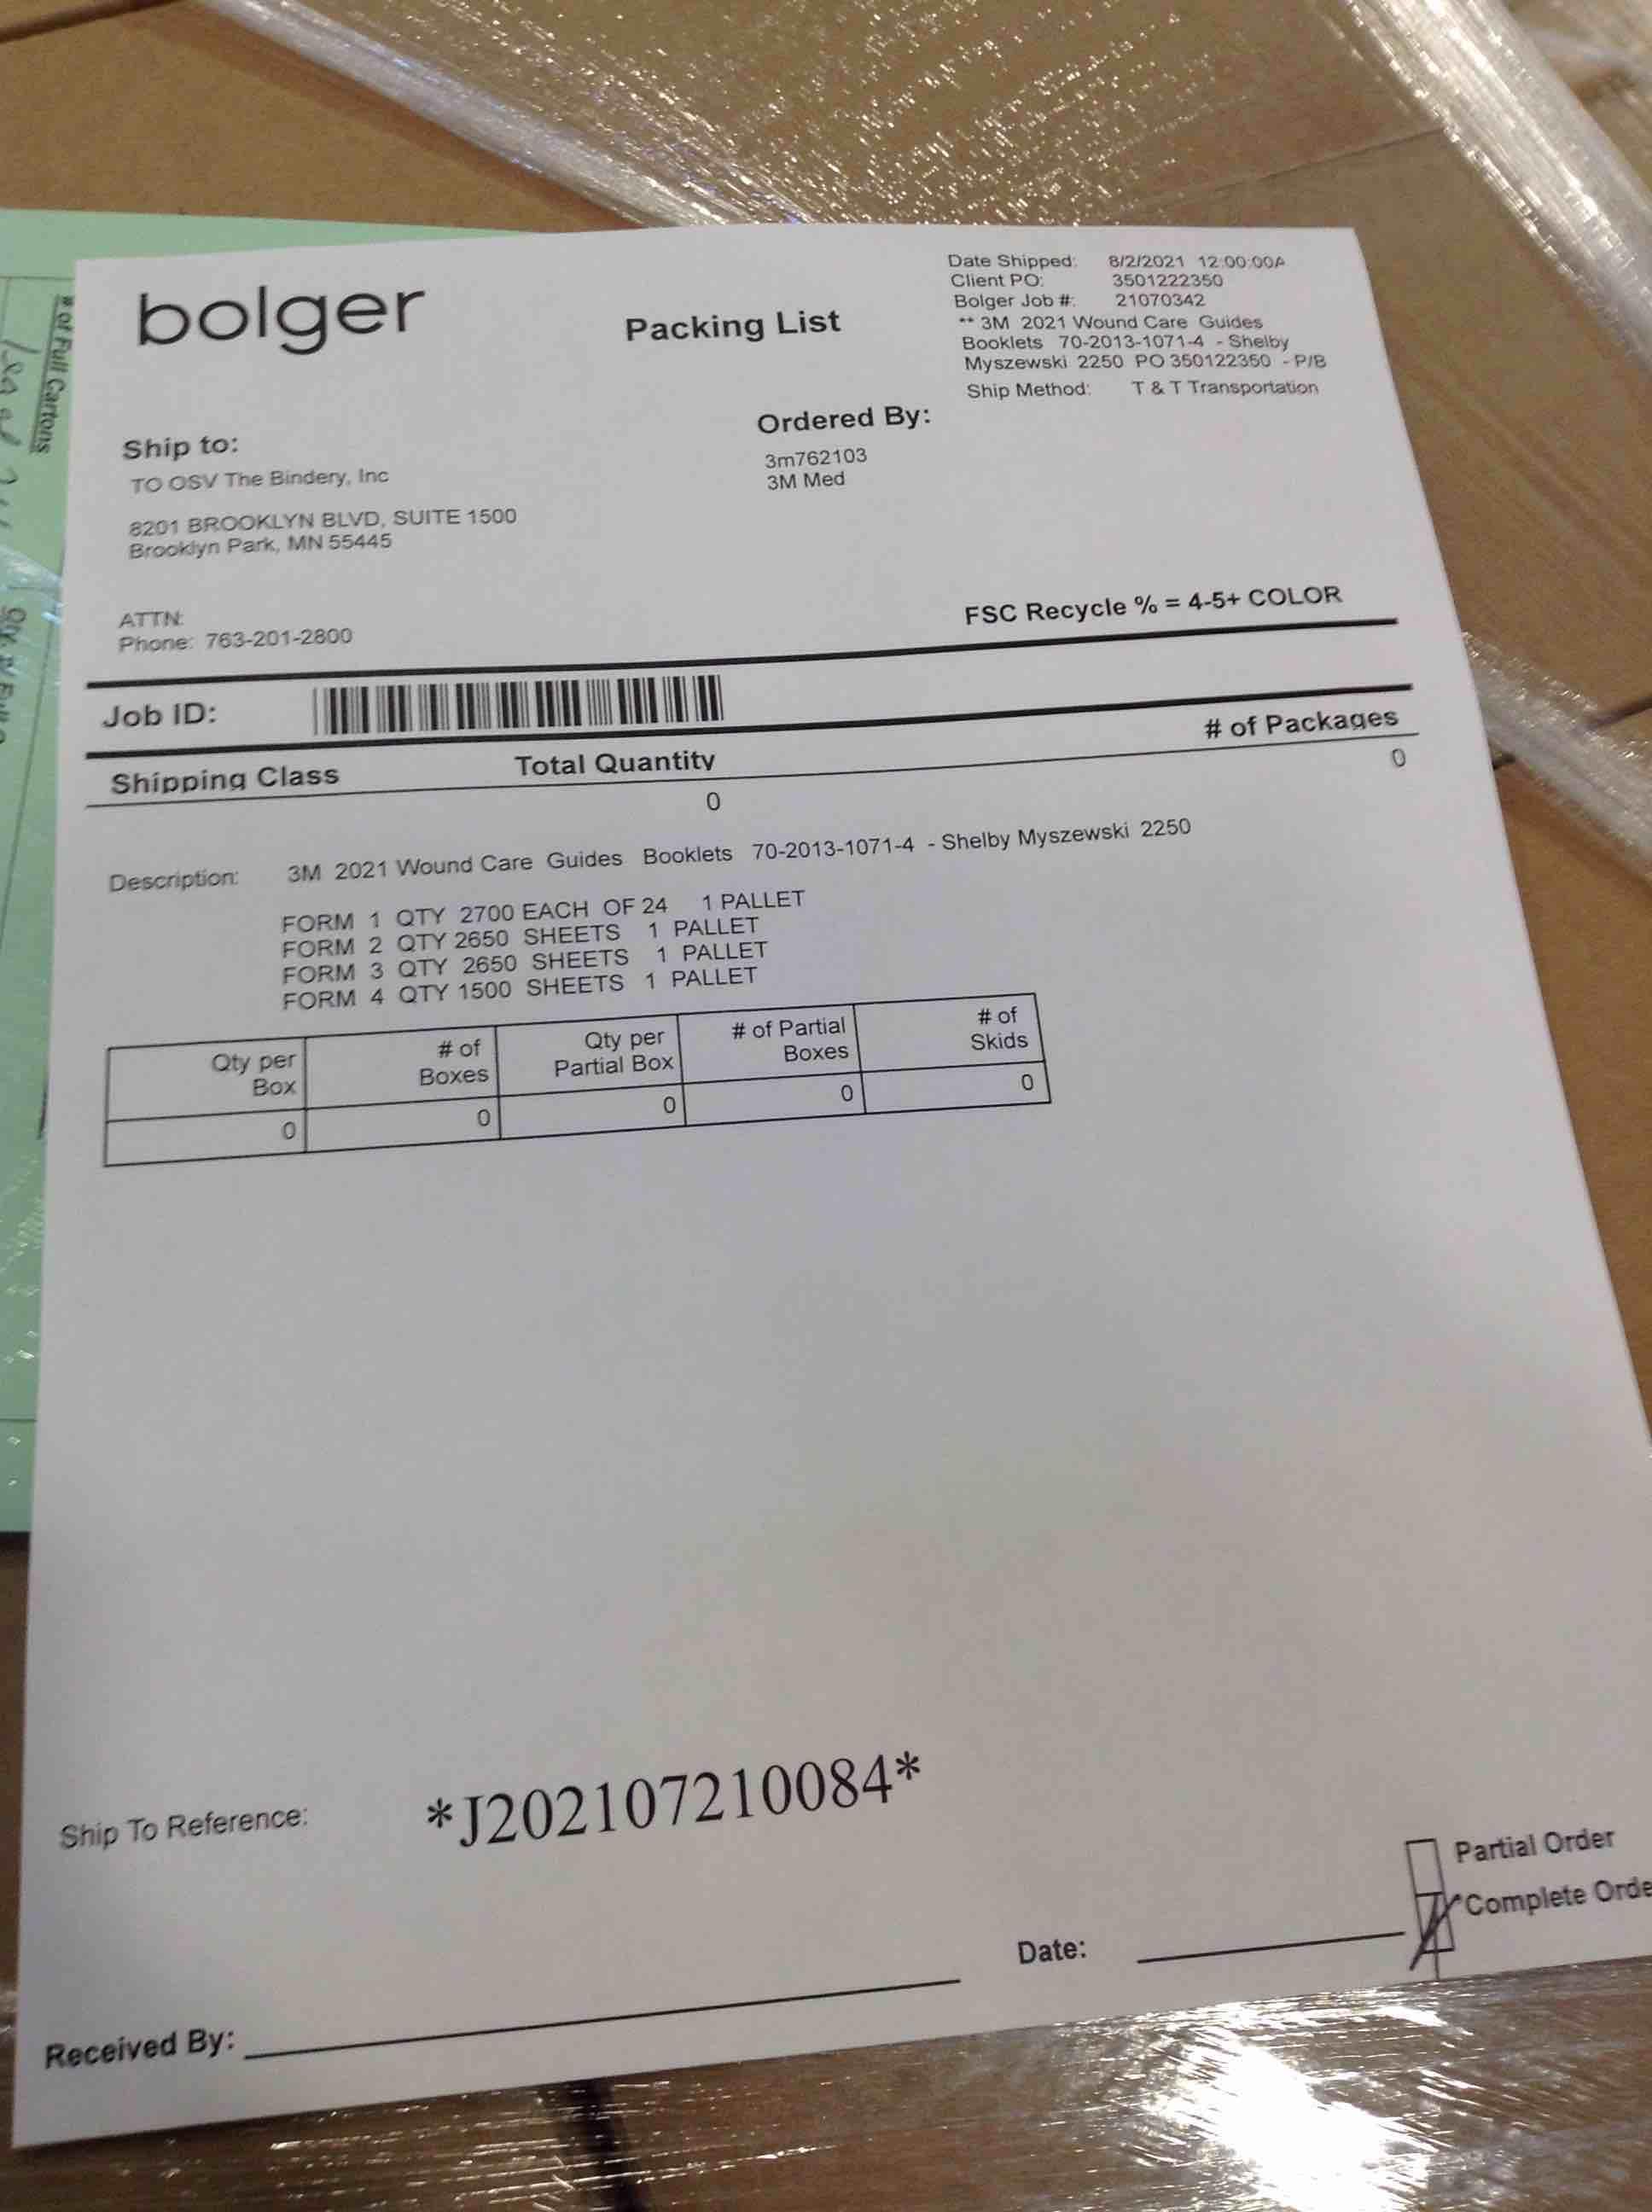 bolger
Packing List
Date Shipped: 8/2/2021 12:00:00A
Client PO: 3501222350
Bolger Job #: 21070342
** 3M 2021 Wound Care Guides
Booklets 70-2013-1071-4 - Shelby
Myszewski 2250 PO 350122350 - P/B
Ship Method: T & T Transportation
Ship to:
TO OSV The Bindery, Inc
8201 BROOKLYN BLVD, SUITE 1500
Brooklyn Park, MN 55445
Ordered By:
3m762103
3M Med
ATTN:
Phone: 763-201-2800
FSC Recycle % = 4-5+ COLOR
Job ID:
Shipping Class Total Quantity # of Packages
0 0
Description: 3M 2021 Wound Care Guides Booklets 70-2013-1071-4 - Shelby Myszewski 2250
FORM 1 QTY 2700 EACH OF 24 1 PALLET
FORM 2 QTY 2650 SHEETS 1 PALLET
FORM 3 QTY 2650 SHEETS 1 PALLET
FORM 4 QTY 1500 SHEETS 1 PALLET
Qty per Box # of Boxes Qty per Partial Box # of Partial Boxes # of Skids
0 0 0 0 0
Ship To Reference: *J202107210084*
Partial Order
Complete Orde
Date:
Received By:
# of Full Cartons